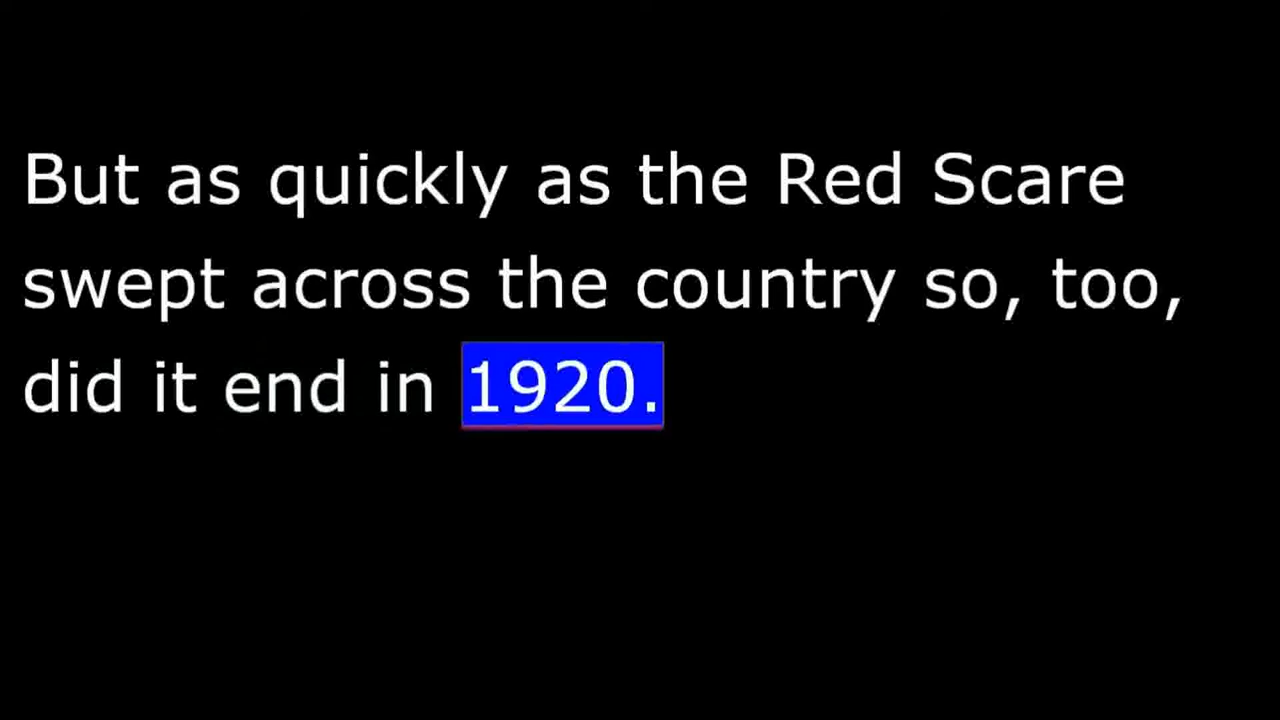 But as quickly as the Red Scare
swept across the country so, too,
did it end in 1920.